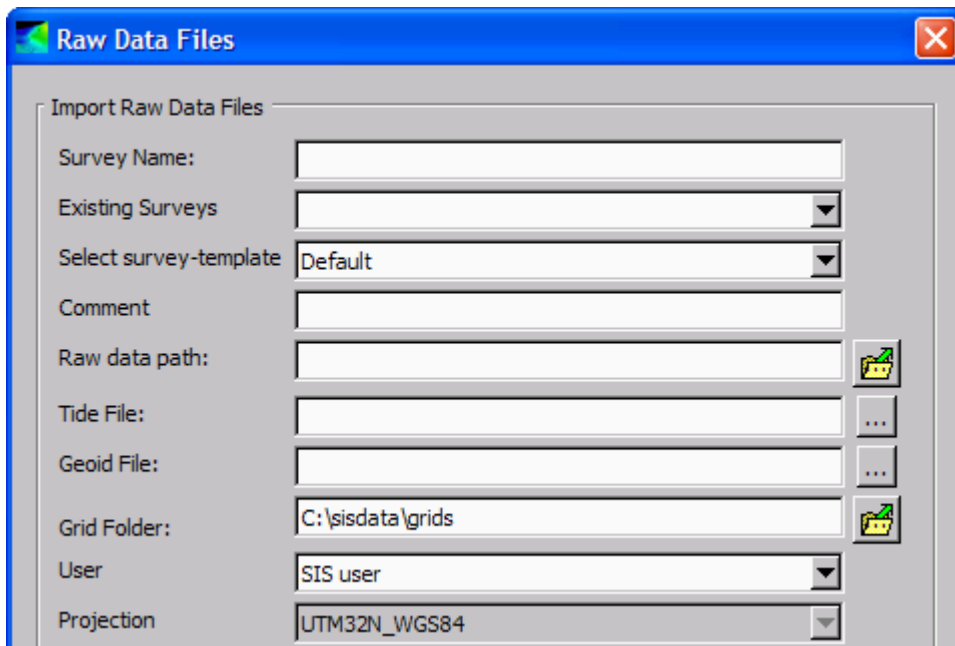 Raw Data Files
Import Raw Data Files
Survey Name:
Existing Surveys
Select survey-template Default
Comment
Raw data path:
Tide File: ...
Geoid File: ...
Grid Folder: C:\sisdata\grids
User SIS user
Projection UTM32N_WGS84